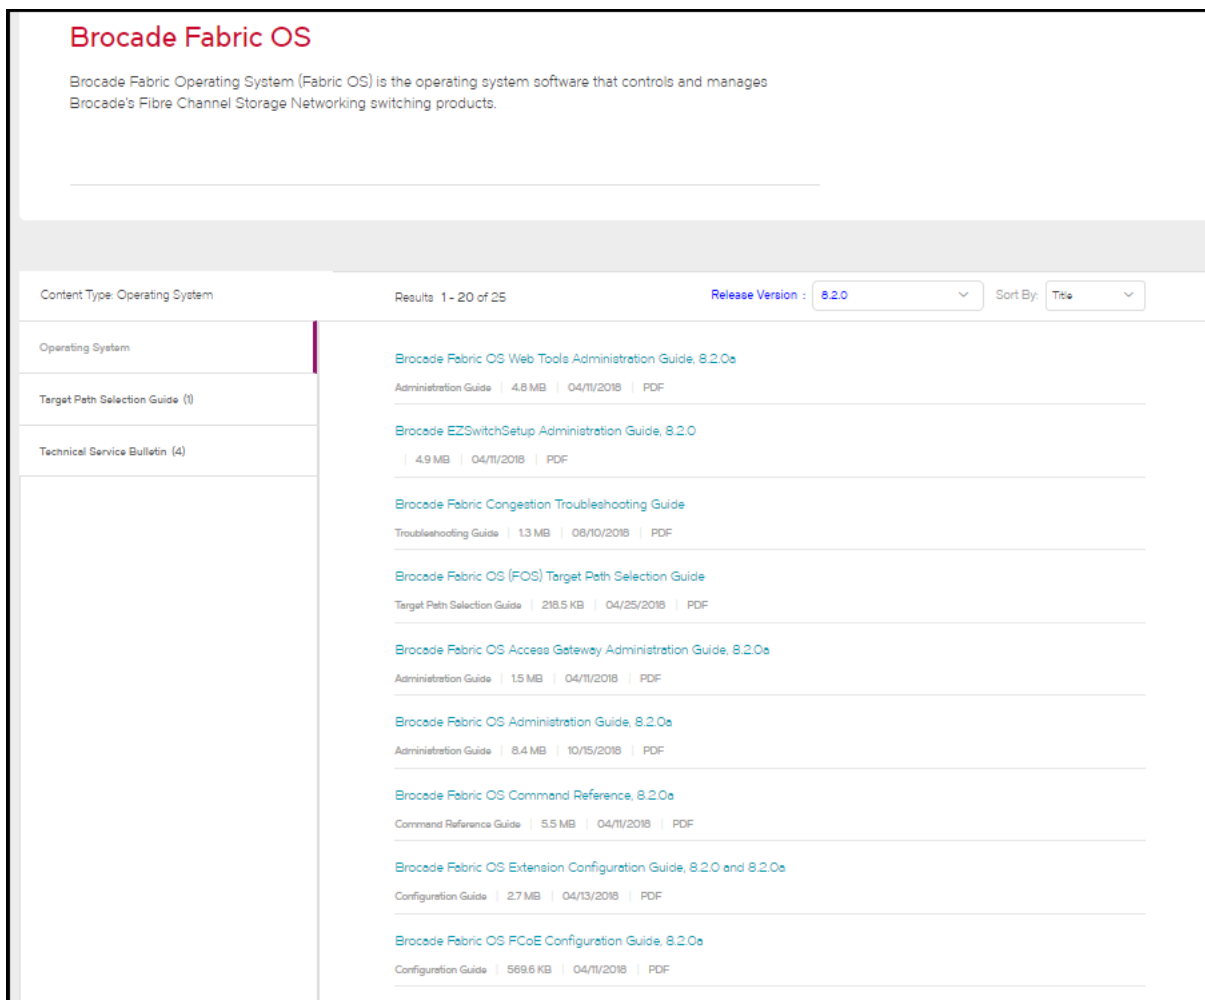 Brocade Fabric OS
Brocade Fabric Operating System (Fabric OS) is the operating system software that controls and manages
Brocade's Fibre Channel Storage Networking switching products.
Content Type: Operating System
Results 1 - 20 of 25
Release Version : 8.2.0
Sort By: Title
Operating System
Target Path Selection Guide (1)
Technical Service Bulletin (4)
Brocade Fabric OS Web Tools Administration Guide, 8.2.0a
Administration Guide | 4.8 MB | 04/11/2018 | PDF
Brocade EZSwitchSetup Administration Guide, 8.2.0
| 4.9 MB | 04/11/2018 | PDF
Brocade Fabric Congestion Troubleshooting Guide
Troubleshooting Guide | 1.3 MB | 08/10/2018 | PDF
Brocade Fabric OS (FOS) Target Path Selection Guide
Target Path Selection Guide | 218.5 KB | 04/25/2018 | PDF
Brocade Fabric OS Access Gateway Administration Guide, 8.2.0a
Administration Guide | 1.5 MB | 04/11/2018 | PDF
Brocade Fabric OS Administration Guide, 8.2.0a
Administration Guide | 8.4 MB | 10/15/2018 | PDF
Brocade Fabric OS Command Reference, 8.2.0a
Command Reference Guide | 5.5 MB | 04/11/2018 | PDF
Brocade Fabric OS Extension Configuration Guide, 8.2.0 and 8.2.0a
Configuration Guide | 2.7 MB | 04/13/2018 | PDF
Brocade Fabric OS FCoE Configuration Guide, 8.2.0a
Configuration Guide | 569.6 KB | 04/11/2018 | PDF